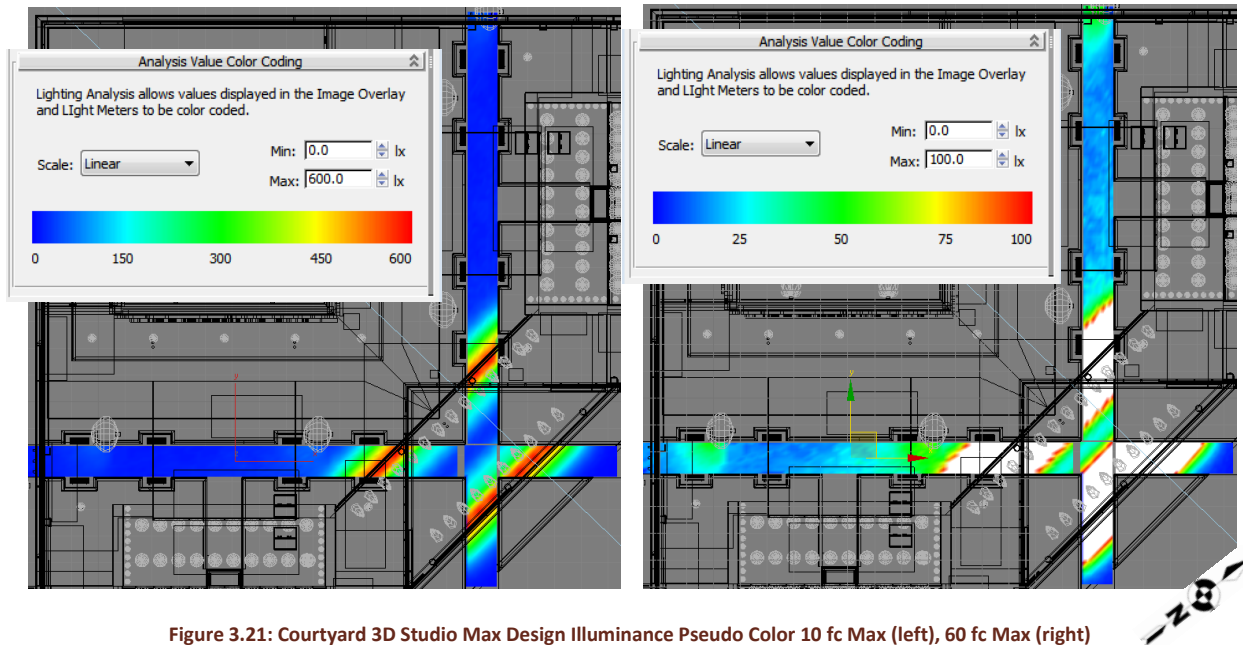 Analysis Value Color Coding
Lighting Analysis allows values displayed in the Image Overlay
and LIght Meters to be color coded.
Scale: Linear
Min: 0.0 lx
Max: 600.0 lx
0 150 300 450 600
Analysis Value Color Coding
Lighting Analysis allows values displayed in the Image Overlay
and LIght Meters to be color coded.
Scale: Linear
Min: 0.0 lx
Max: 100.0 lx
0 25 50 75 100
y
N
Figure 3.21: Courtyard 3D Studio Max Design Illuminance Pseudo Color 10 fc Max (left), 60 fc Max (right)